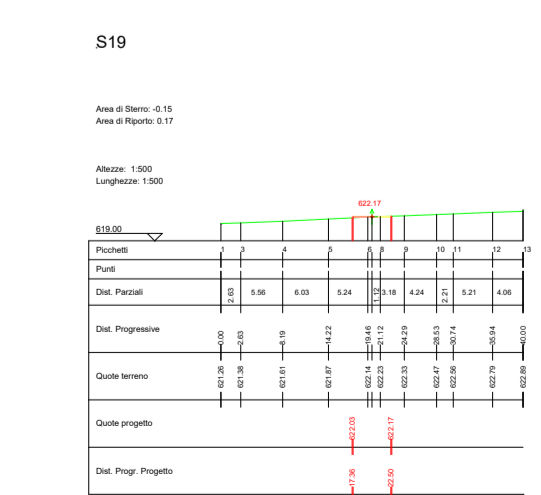 S19
Area di Sterro: -0.15
Area di Riporto: 0.17
Altezze: 1:500
Lunghezze: 1:500
622.17
619.00
Picchetti 1 3 4 5 6 8 9 10 11 12 13
Punti
Dist. Parziali 2.63 5.56 6.03 5.24 1.12 3.18 4.24 2.21 5.21 4.06
Dist. Progressive 0.00 2.63 8.19 14.22 19.46 21.12 24.29 28.53 30.74 35.94 40.00
Quote terreno 621.26 621.38 621.61 621.87 622.14 622.23 622.33 622.47 622.56 622.79 622.89
Quote progetto 622.03 622.17
Dist. Progr. Progetto 17.36 22.50